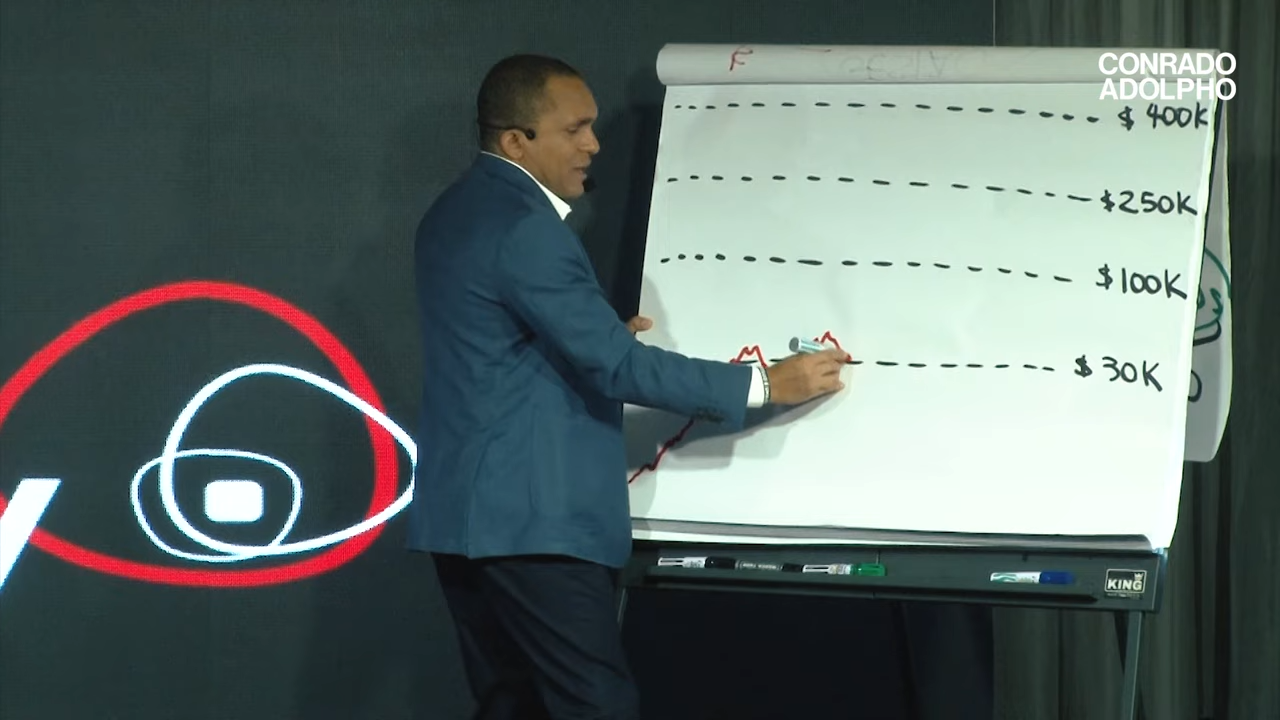 CONRADO
ADOLPHO
$ 400K
$250K
$100K
$ 30K
KING